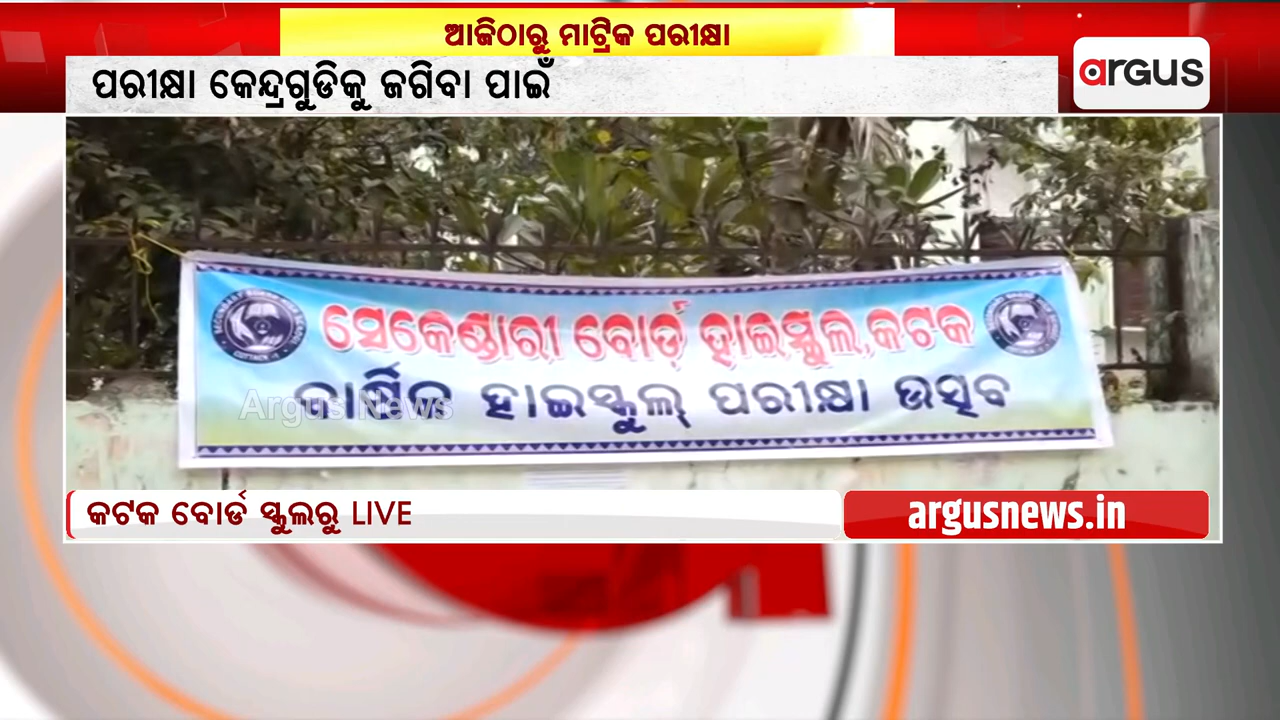 ଆଜିଠାରୁ ମାଟ୍ରିକ ପରୀକ୍ଷା
ପରୀକ୍ଷା କେନ୍ଦ୍ରଗୁଡିକୁ ଜଗିବା ପାଇଁ
argus
ସେକେଣ୍ଡାରୀ ବୋର୍ଡ଼ ହାଇସ୍କୁଲ,କଟକ
ବାର୍ଷିକ ହାଇସ୍କୁଲ୍ ପରୀକ୍ଷା ଉତ୍ସବ
Argus News
କଟକ ବୋର୍ଡ ସ୍କୁଲରୁ LIVE
argusnews.in